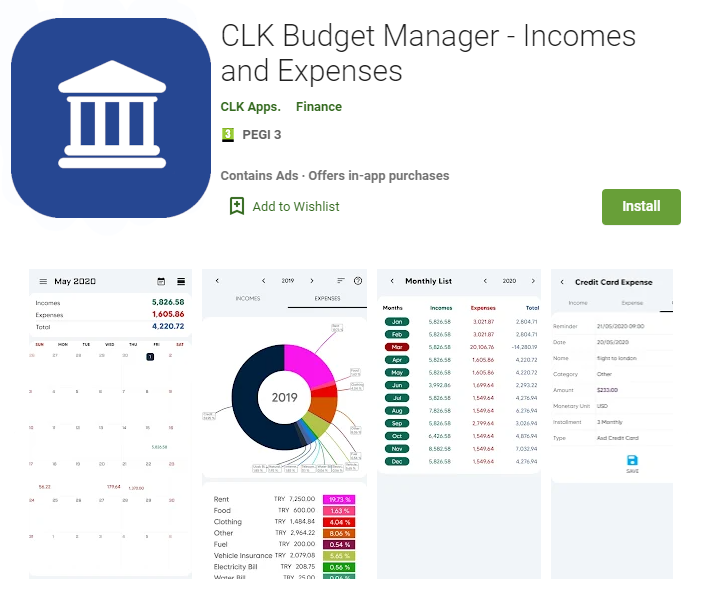 CLK Budget Manager - Incomes
and Expenses
CLK Apps. Finance
3 PEGI 3
Contains Ads · Offers in-app purchases
Add to Wishlist
Install
May 2020
Incomes 5,826.58
Expenses 1,605.86
Total 4,220.72
SUN MON TUE WED THU FRI SAT
26 27 28 29 30 1 2
3 4 5 6 7 8 9
10 11 12 13 14 15 16
5,826.58
17 18 19 20 21 22 23
56.22 179.64 1,370.00
24 25 26 27 28 29 30
31 1 2 3 4 5 6
2019
INCOMES EXPENSES
2019
Rent TRY 7,250.00 19.73 %
Food TRY 600.00 1.63 %
Clothing TRY 1,484.84 4.04 %
Other TRY 2,964.22 8.06 %
Fuel TRY 200.00 0.54 %
Vehicle Insurance TRY 2,079.08 5.65 %
Electricity Bill TRY 208.75 0.56 %
Water Bill TRY 25.00 0.06 %
Monthly List 2020
Months Incomes Expenses Total
Jan 5,826.58 3,021.87 2,804.71
Feb 5,826.58 3,021.87 2,804.71
Mar 5,826.58 20,106.76 -14,280.19
Apr 5,826.58 1,605.86 4,220.72
May 5,826.58 1,605.86 4,220.72
Jun 3,992.86 1,699.64 2,293.22
Jul 5,826.58 1,549.64 4,276.94
Aug 7,826.58 1,549.64 6,276.94
Sep 5,826.58 2,799.64 3,026.94
Oct 6,426.58 1,549.64 4,876.94
Nov 8,582.58 1,549.64 7,032.94
Dec 5,826.58 1,549.64 4,276.94
Credit Card Expense
Income Expense
Reminder 21/05/2020 09:00
Date 20/05/2020
Name flight to london
Category Other
Amount $233.00
Monetary Unit USD
Installment 3 Monthly
Type Asd Credit Card
SAVE